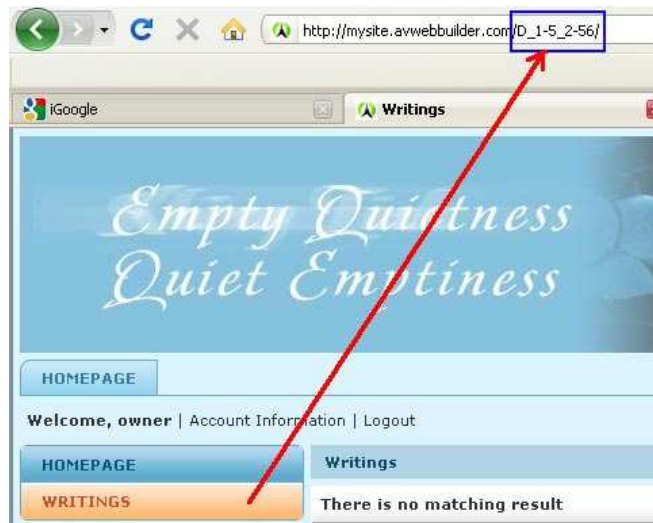 http://mysite.avwebbuilder.com/D_1-5_2-56/
iGoogle
Writings
Empty Quietness
Quiet Emptiness
HOMEPAGE
Welcome, owner | Account Information | Logout
HOMEPAGE
Writings
WRITINGS
There is no matching result